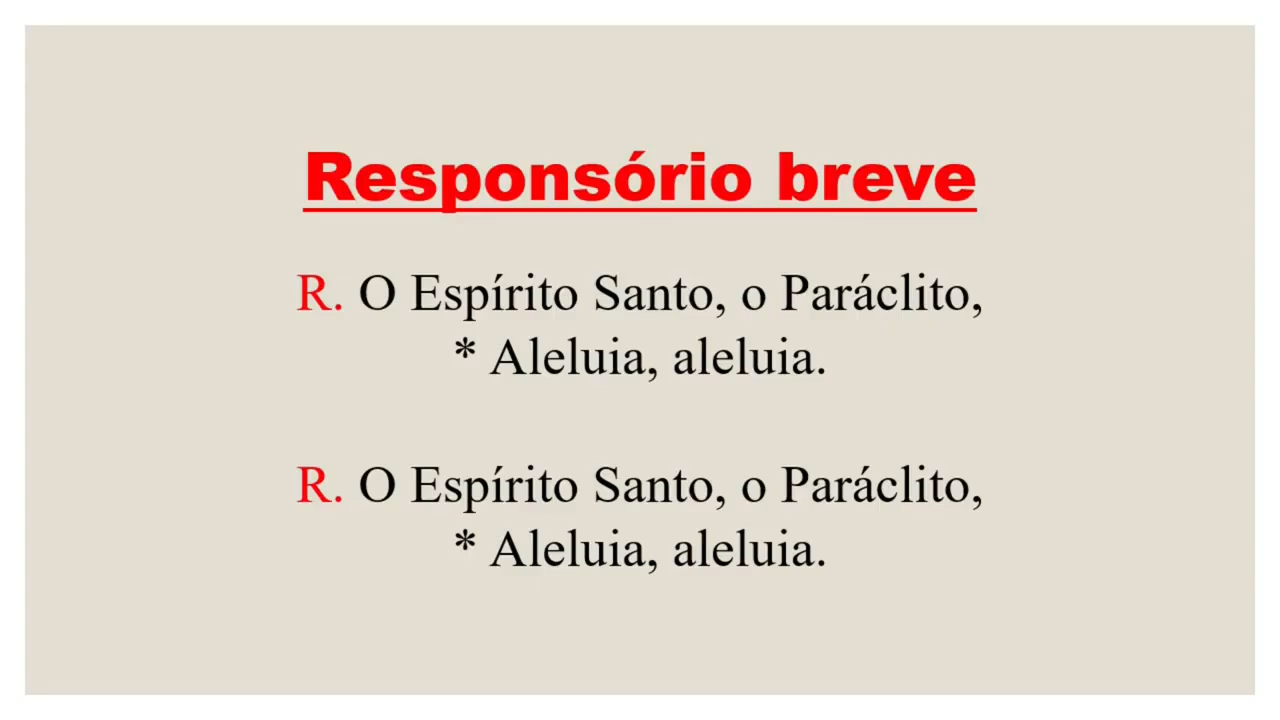 Responsório breve
R. O Espírito Santo, o Paráclito,
* Aleluia, aleluia.
R. O Espírito Santo, o Paráclito,
* Aleluia, aleluia.